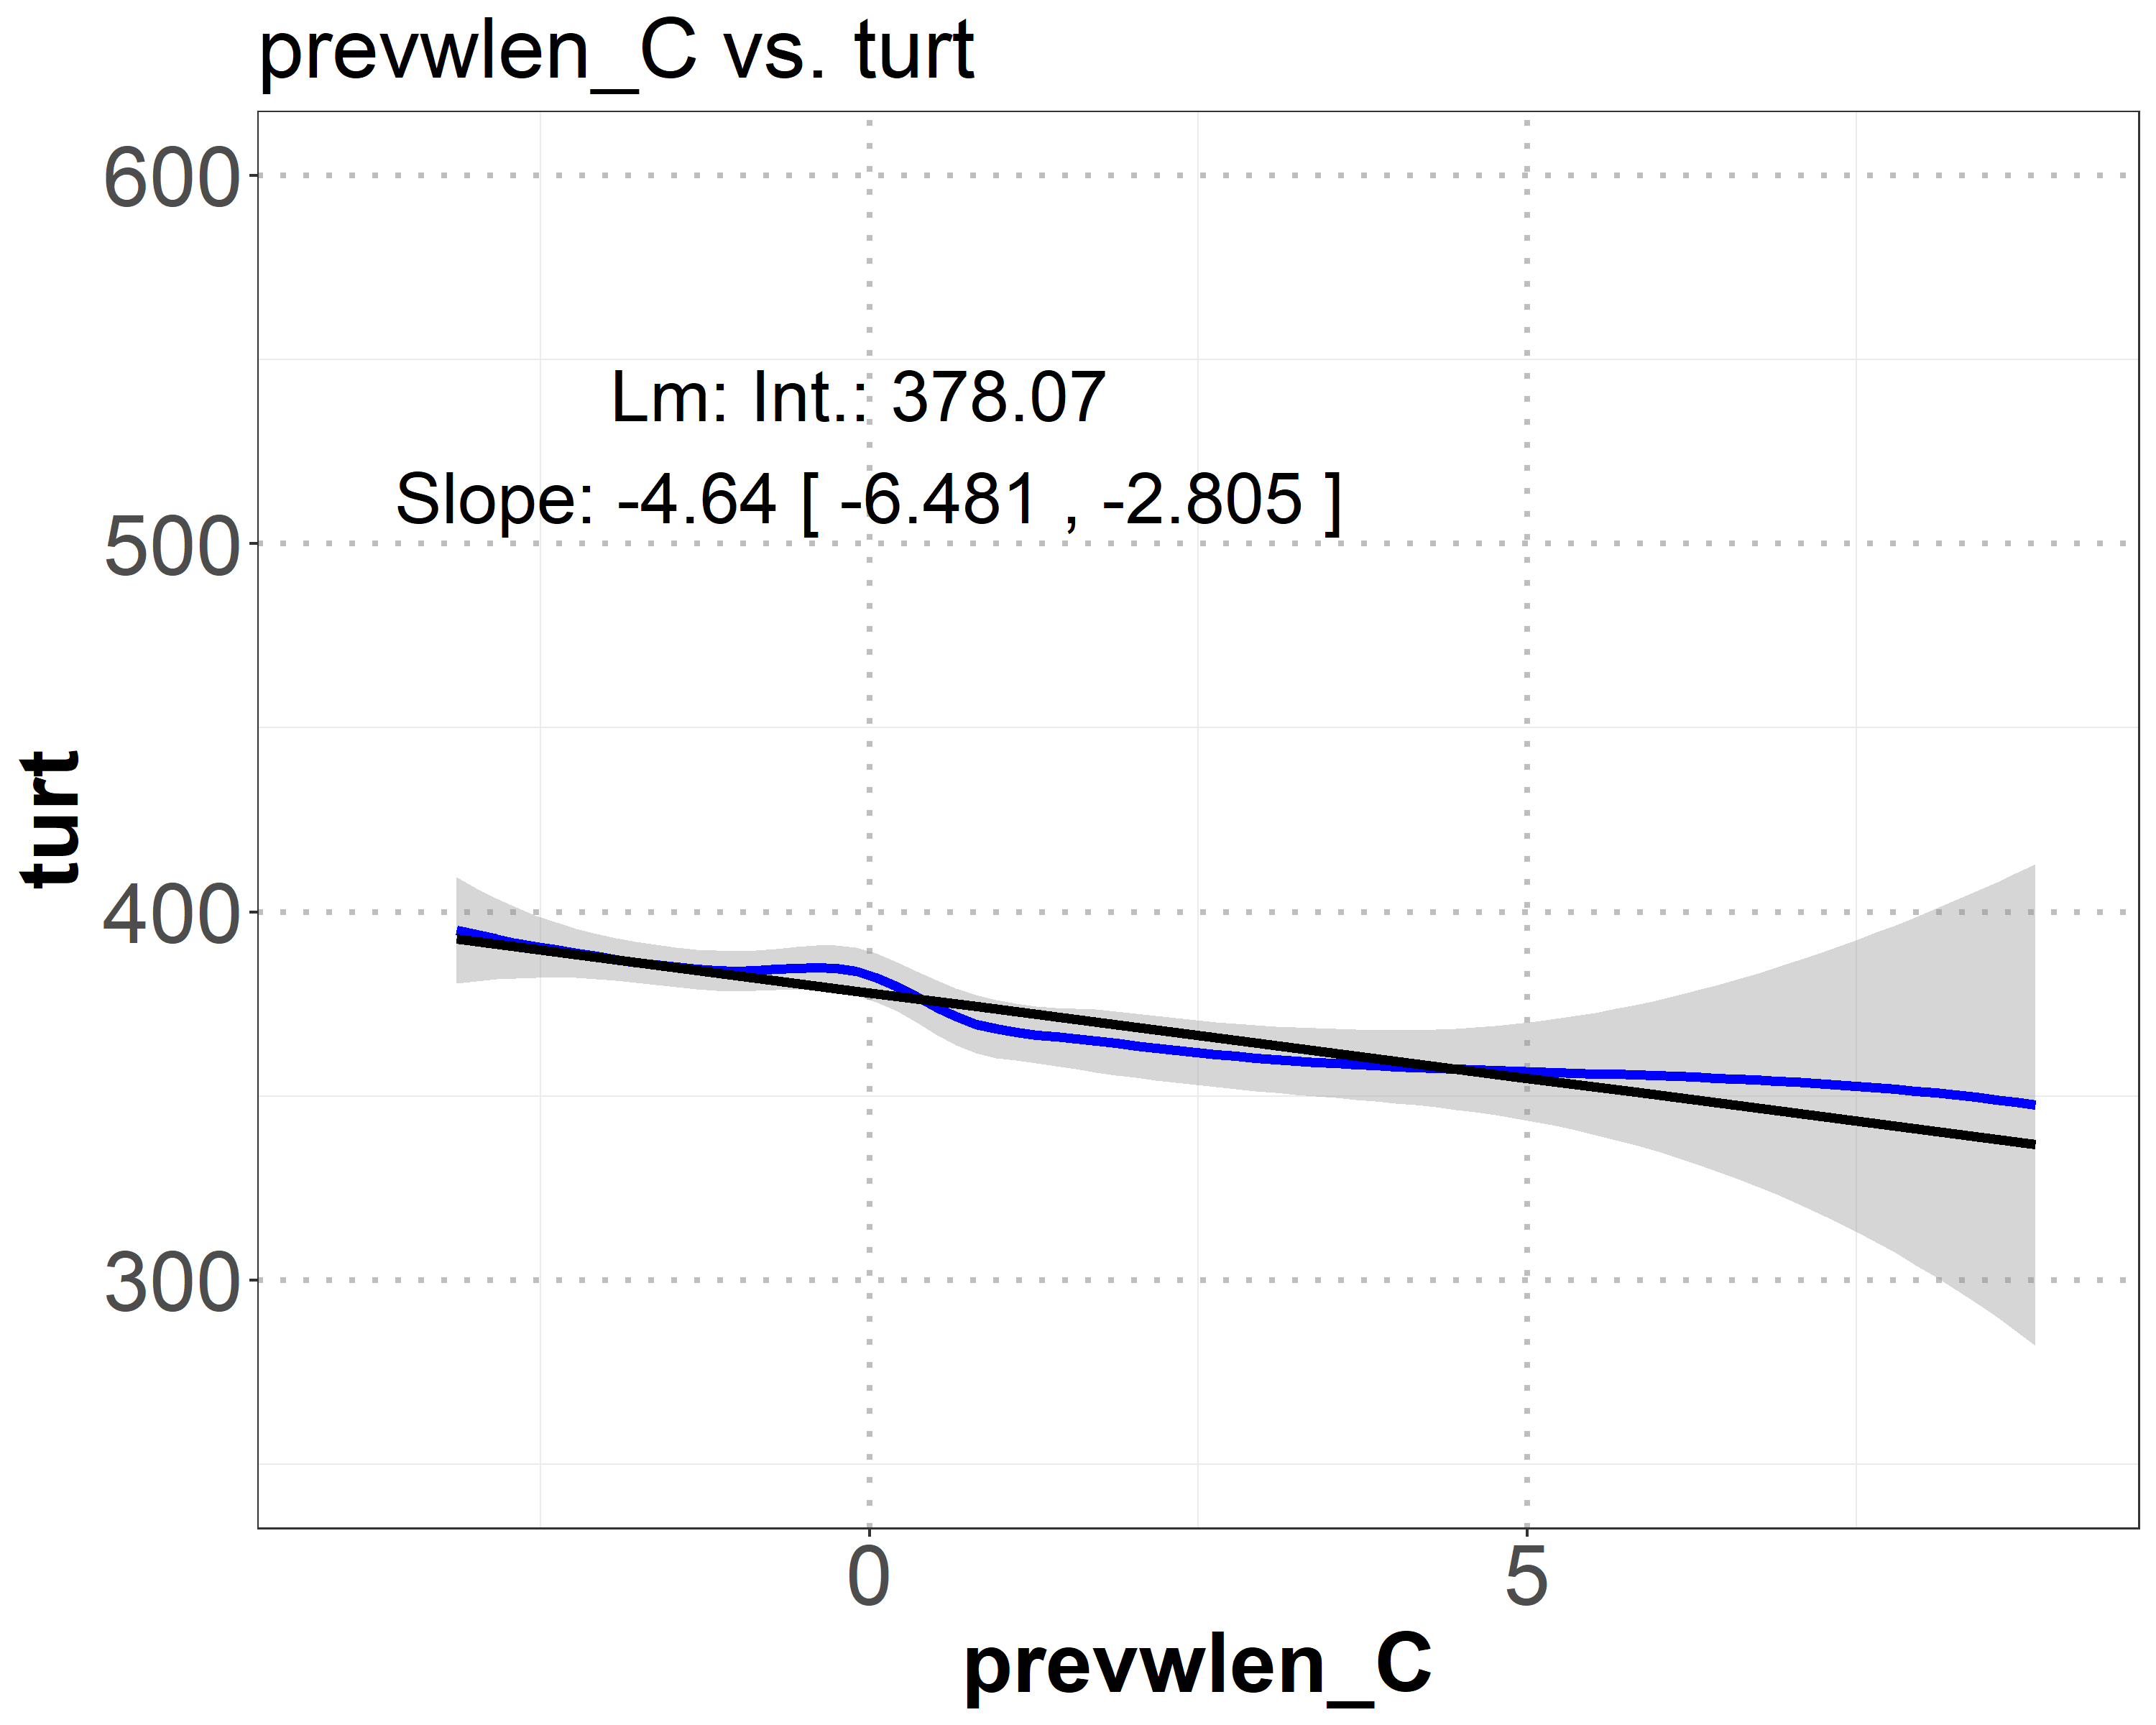 prevwlen_C vs. turt
600
Lm: Int.: 378.07
Slope: -4.64 [ -6.481 , -2.805 ]
500
turt
400
300
0 5
prevwlen_C